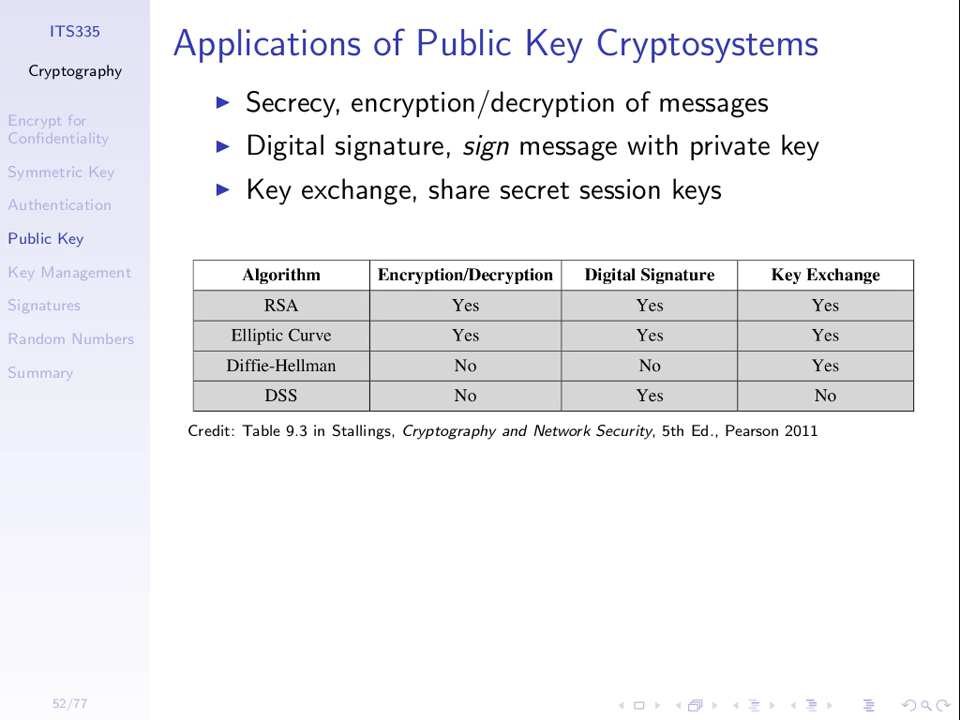 ITS335
Cryptography
Encrypt for
Confidentiality
Symmetric Key
Authentication
Public Key
Key Management
Signatures
Random Numbers
Summary
52/77
Applications of Public Key Cryptosystems
Secrecy, encryption/decryption of messages
Digital signature, sign message with private key
Key exchange, share secret session keys
Algorithm Encryption/Decryption Digital Signature Key Exchange
RSA Yes Yes Yes
Elliptic Curve Yes Yes Yes
Diffie-Hellman No No Yes
DSS No Yes No
Credit: Table 9.3 in Stallings, Cryptography and Network Security, 5th Ed., Pearson 2011